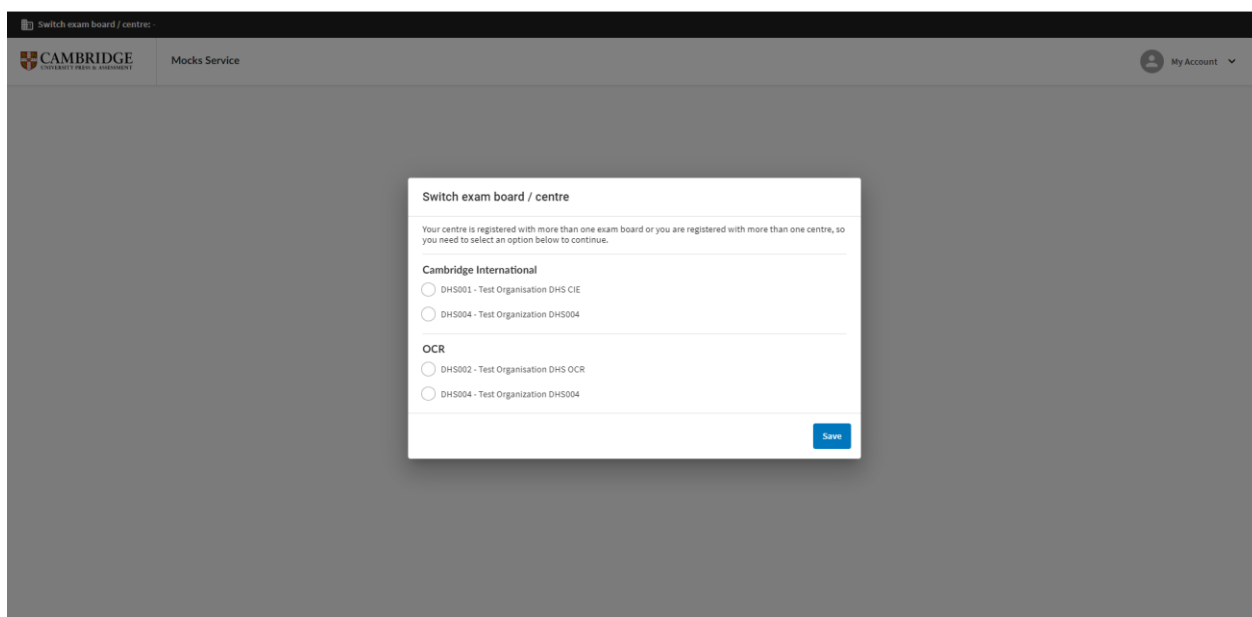 Switch exam board / centre: -
CAMBRIDGE
UNIVERSITY PRESS & ASSESSMENT
Mocks Service
My Account
Switch exam board / centre
Your centre is registered with more than one exam board or you are registered with more than one centre, so
you need to select an option below to continue.
Cambridge International
DHS001 - Test Organisation DHS CIE
DHS004 - Test Organization DHS004
OCR
DHS002 - Test Organisation DHS OCR
DHS004 - Test Organization DHS004
Save